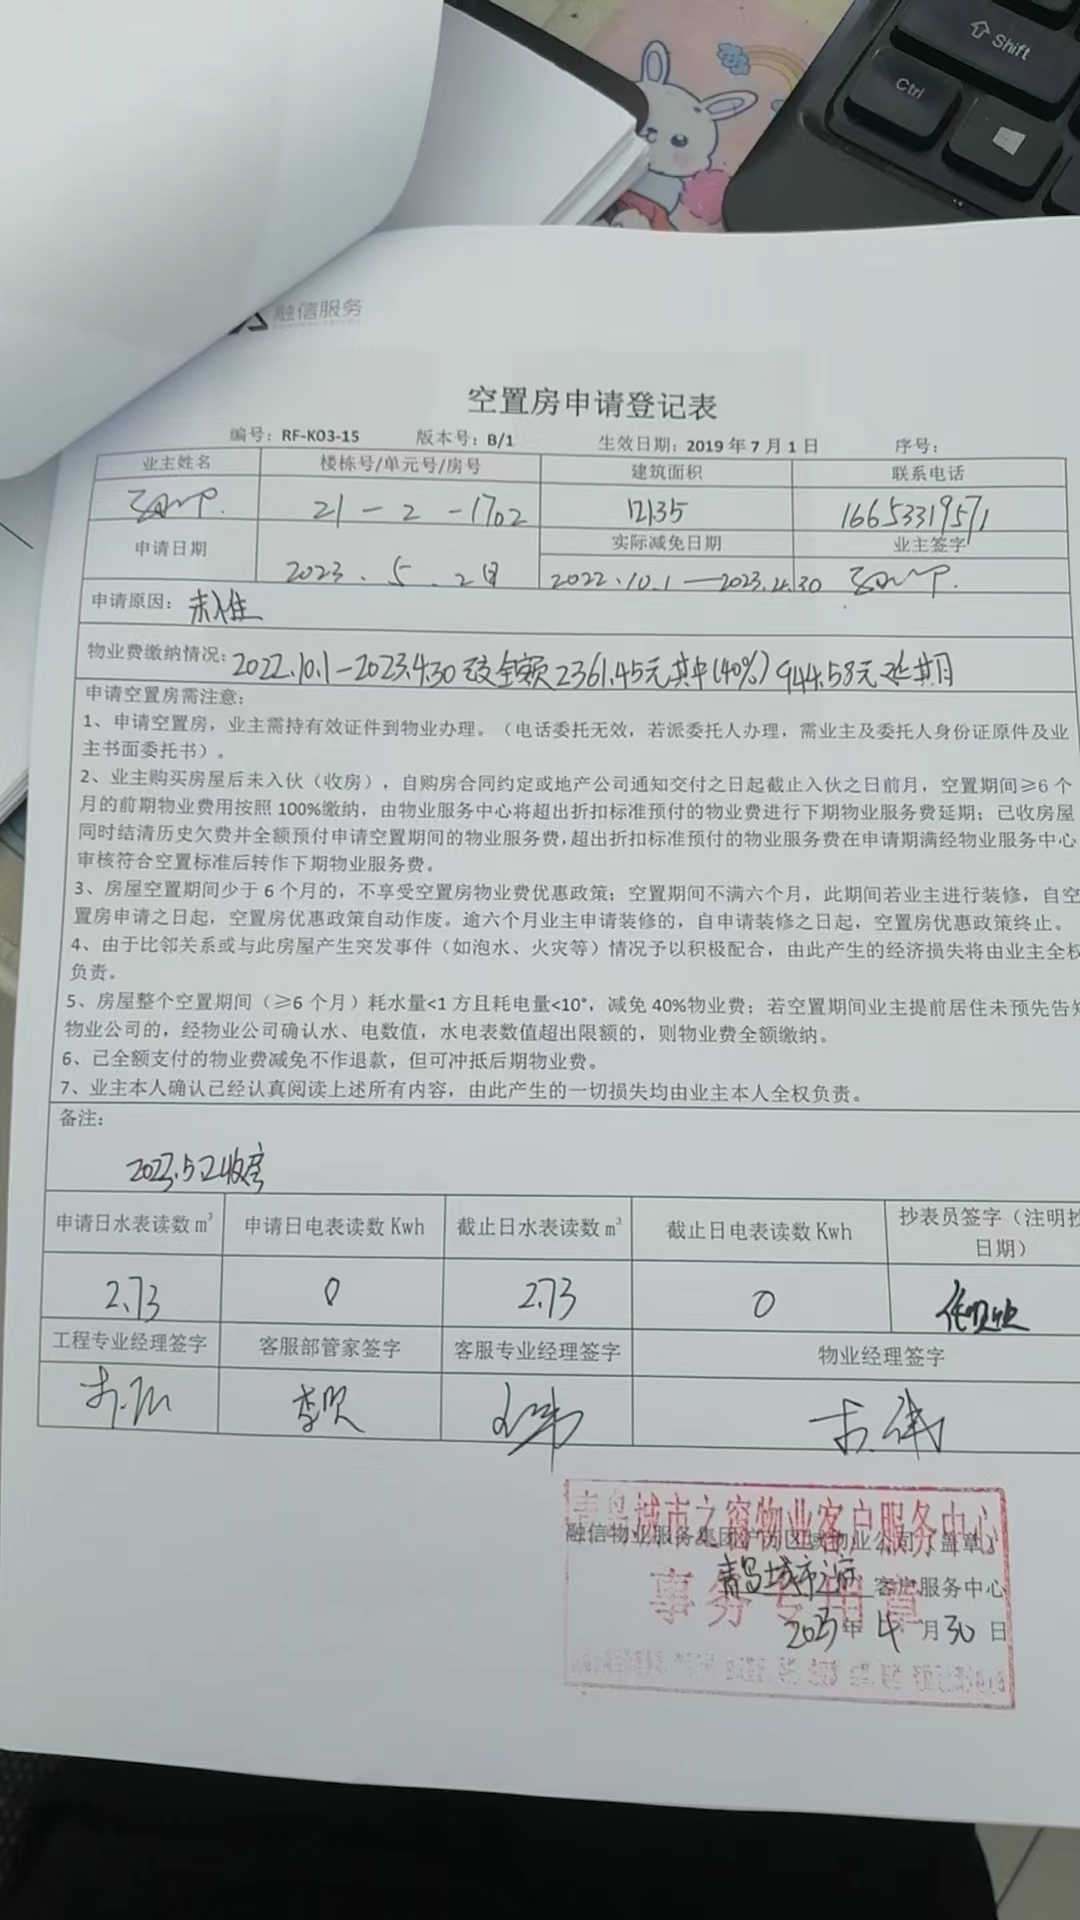 Shift
Ctrl
融信服务
空置房申请登记表
编号：RF-K03-15 版本号：B/1 生效日期：2019年7月1日 序号：
业主姓名 楼栋号/单元号/房号 建筑面积 联系电话
21-2-1702 121.35 16653319571
申请日期 实际减免日期 业主签字
2023.5.2日 2022.10.1—2023.4.30
申请原因：未入住
物业费缴纳情况：2022.10.1-2023.4.30 交全额2361.45元其中(40%)944.58元延期
申请空置房需注意：
1、申请空置房，业主需持有效证件到物业办理。（电话委托无效，若派委托人办理，需业主及委托人身份证原件及业
主书面委托书）。
2、业主购买房屋后未入伙（收房），自购房合同约定或地产公司通知交付之日起截止入伙之日前月，空置期间≥6个
月的前期物业费用按照100%缴纳，由物业服务中心将超出折扣标准预付的物业费进行下期物业服务费延期；已收房屋
同时结清历史欠费并全额预付申请空置期间的物业服务费，超出折扣标准预付的物业服务费在申请期满经物业服务中心
审核符合空置标准后转作下期物业服务费。
3、房屋空置期间少于6个月的，不享受空置房物业费优惠政策；空置期间不满六个月，此期间若业主进行装修，自空
置房申请之日起，空置房优惠政策自动作废。逾六个月业主申请装修的，自申请装修之日起，空置房优惠政策终止。
4、由于比邻关系或与此房屋产生突发事件（如泡水、火灾等）情况予以积极配合，由此产生的经济损失将由业主全权
负责。
5、房屋整个空置期间（≥6个月）耗水量<1方且耗电量<10°，减免40%物业费；若空置期间业主提前居住未预先告知
物业公司的，经物业公司确认水、电数值，水电表数值超出限额的，则物业费全额缴纳。
6、已全额支付的物业费减免不作退款，但可冲抵后期物业费。
7、业主本人确认已经认真阅读上述所有内容，由此产生的一切损失均由业主本人全权负责。
备注：
2023.5.2收房
申请日水表读数m³ 申请日电表读数Kwh 截止日水表读数m³ 截止日电表读数Kwh 抄表员签字（注明抄
日期）
2.73 0 2.73 0
工程专业经理签字 客服部管家签字 客服专业经理签字 物业经理签字
青岛城市之窗物业客户服务中心
融信物业服务集团 区域物业公司（盖章）
青岛城市之窗 客户服务中心
事务专用章
2023年4月30日